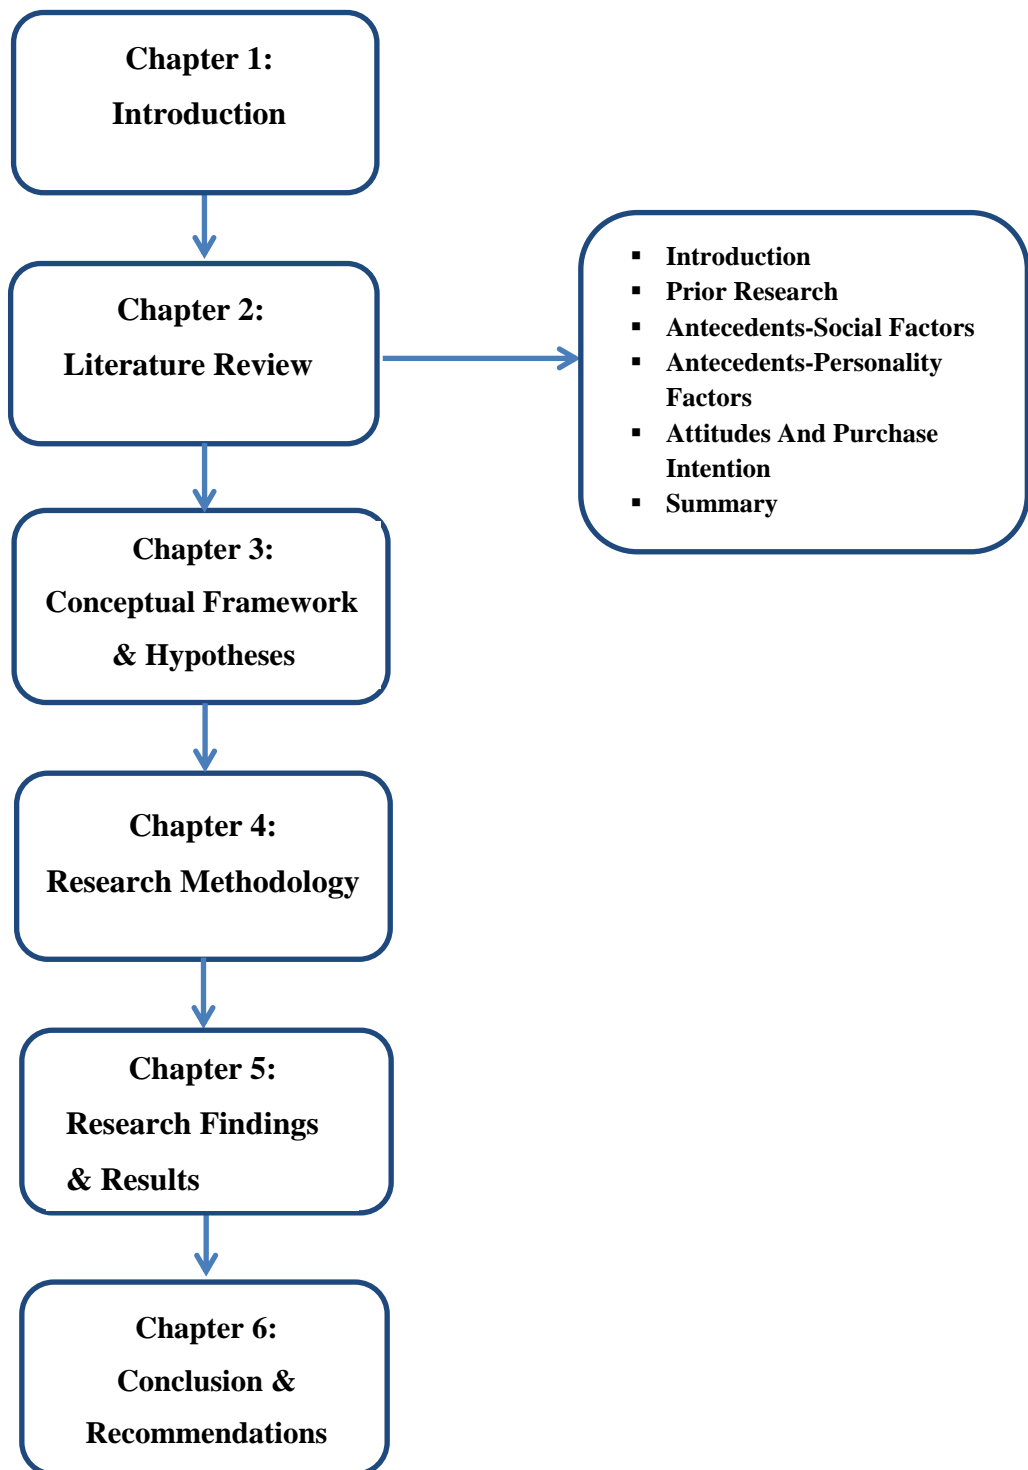 Chapter 1:
Introduction
Chapter 2:
Literature Review
▪ Introduction
▪ Prior Research
▪ Antecedents-Social Factors
▪ Antecedents-Personality
Factors
▪ Attitudes And Purchase
Intention
▪ Summary
Chapter 3:
Conceptual Framework
& Hypotheses
Chapter 4:
Research Methodology
Chapter 5:
Research Findings
& Results
Chapter 6:
Conclusion &
Recommendations